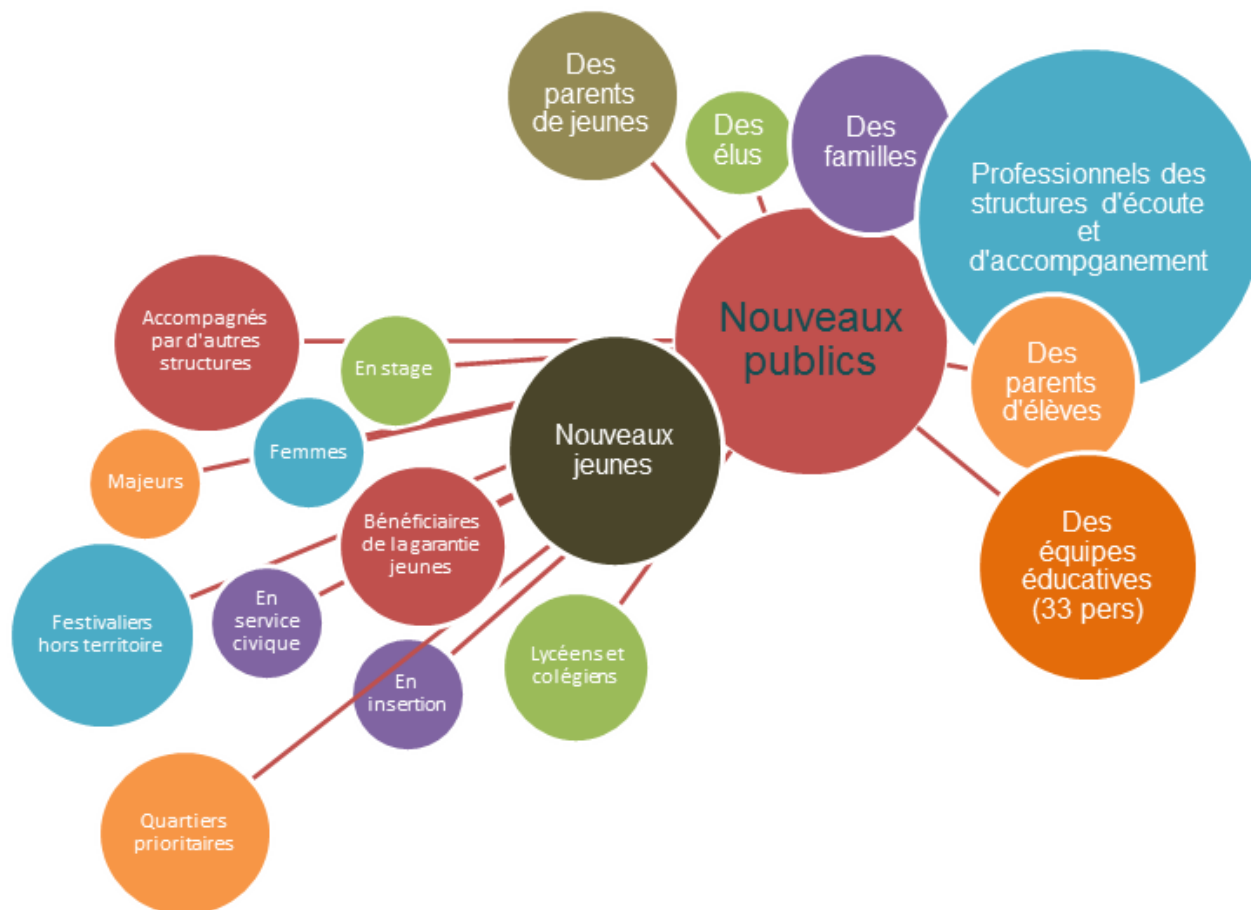 Des
parents
de jeunes
Des
élus
Des
familles
Professionnels des
structures d'écoute
et
d'accompganement
Nouveaux
publics
Des
parents
d'élèves
Des
équipes
éducatives
(33 pers)
Nouveaux
jeunes
Accompagnés
par d'autres
structures
En stage
Femmes
Majeurs
Bénéficiaires
de la garantie
jeunes
Festivaliers
hors territoire
En
service
civique
En
insertion
Lycéens et
colégiens
Quartiers
prioritaires